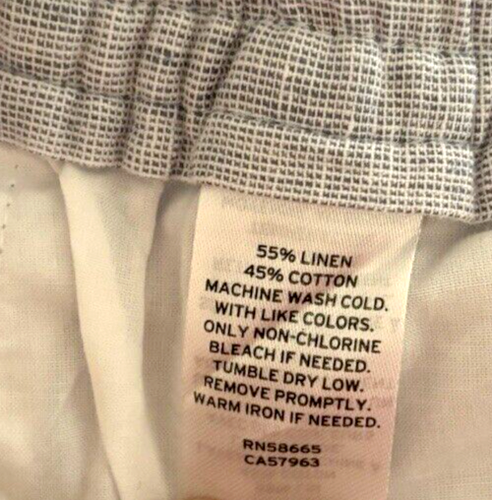 55% LINEN
45% COTTON
MACHINE WASH COLD.
WITH LIKE COLORS.
ONLY NON-CHLORINE
BLEACH IF NEEDED.
TUMBLE DRY LOW.
REMOVE PROMPTLY.
WARM IRON IF NEEDED.
RN58665
CA57963